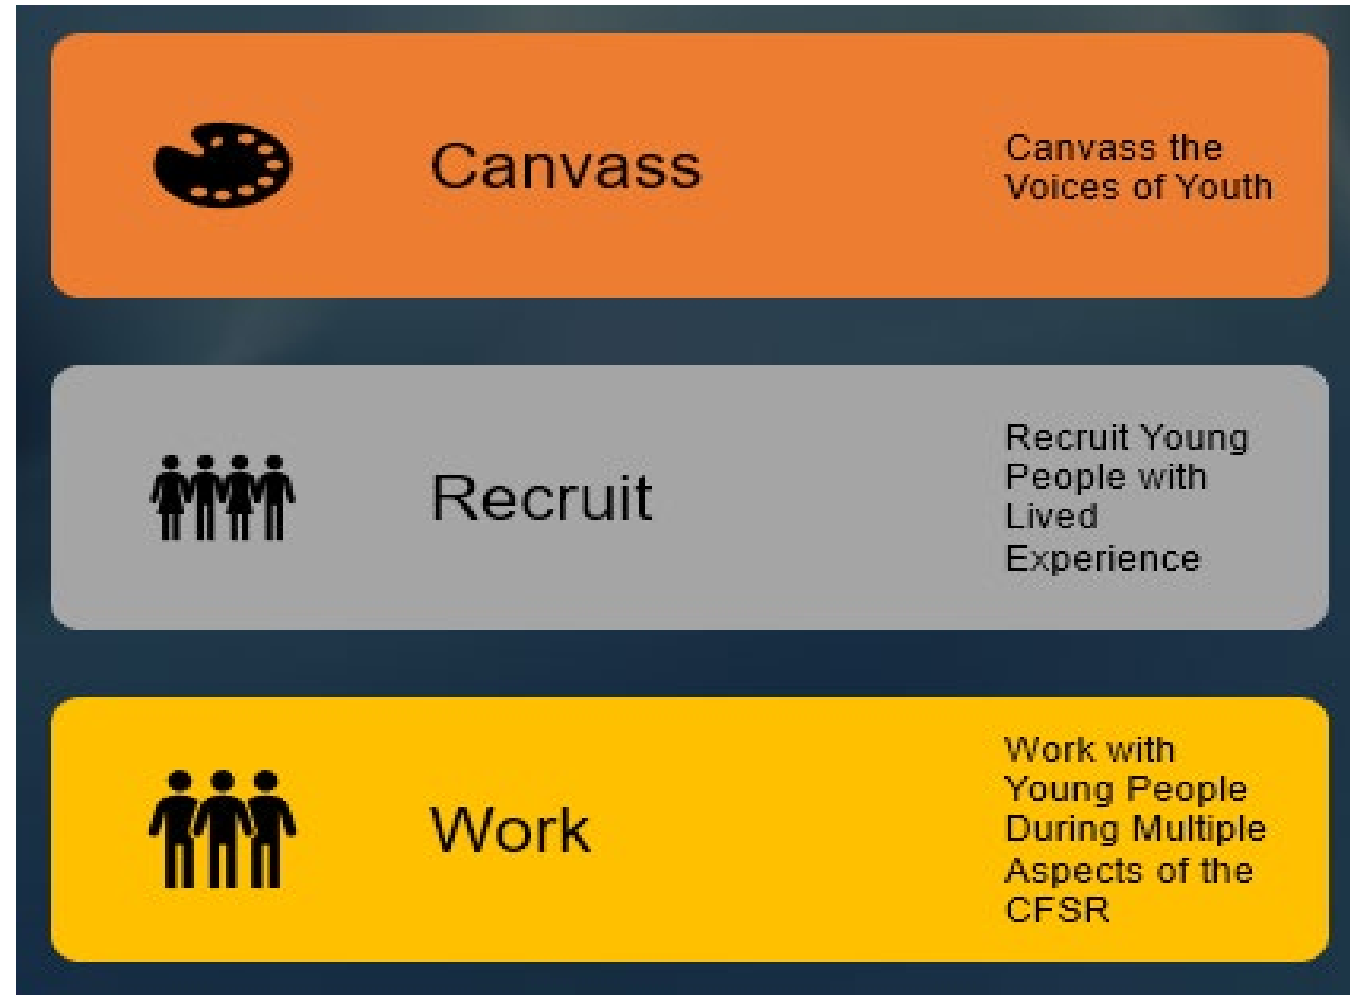 Canvass
Canvass the
Voices of Youth
Recruit
Recruit Young
People with
Lived
Experience
Work
Work with
Young People
During Multiple
Aspects of the
CFSR